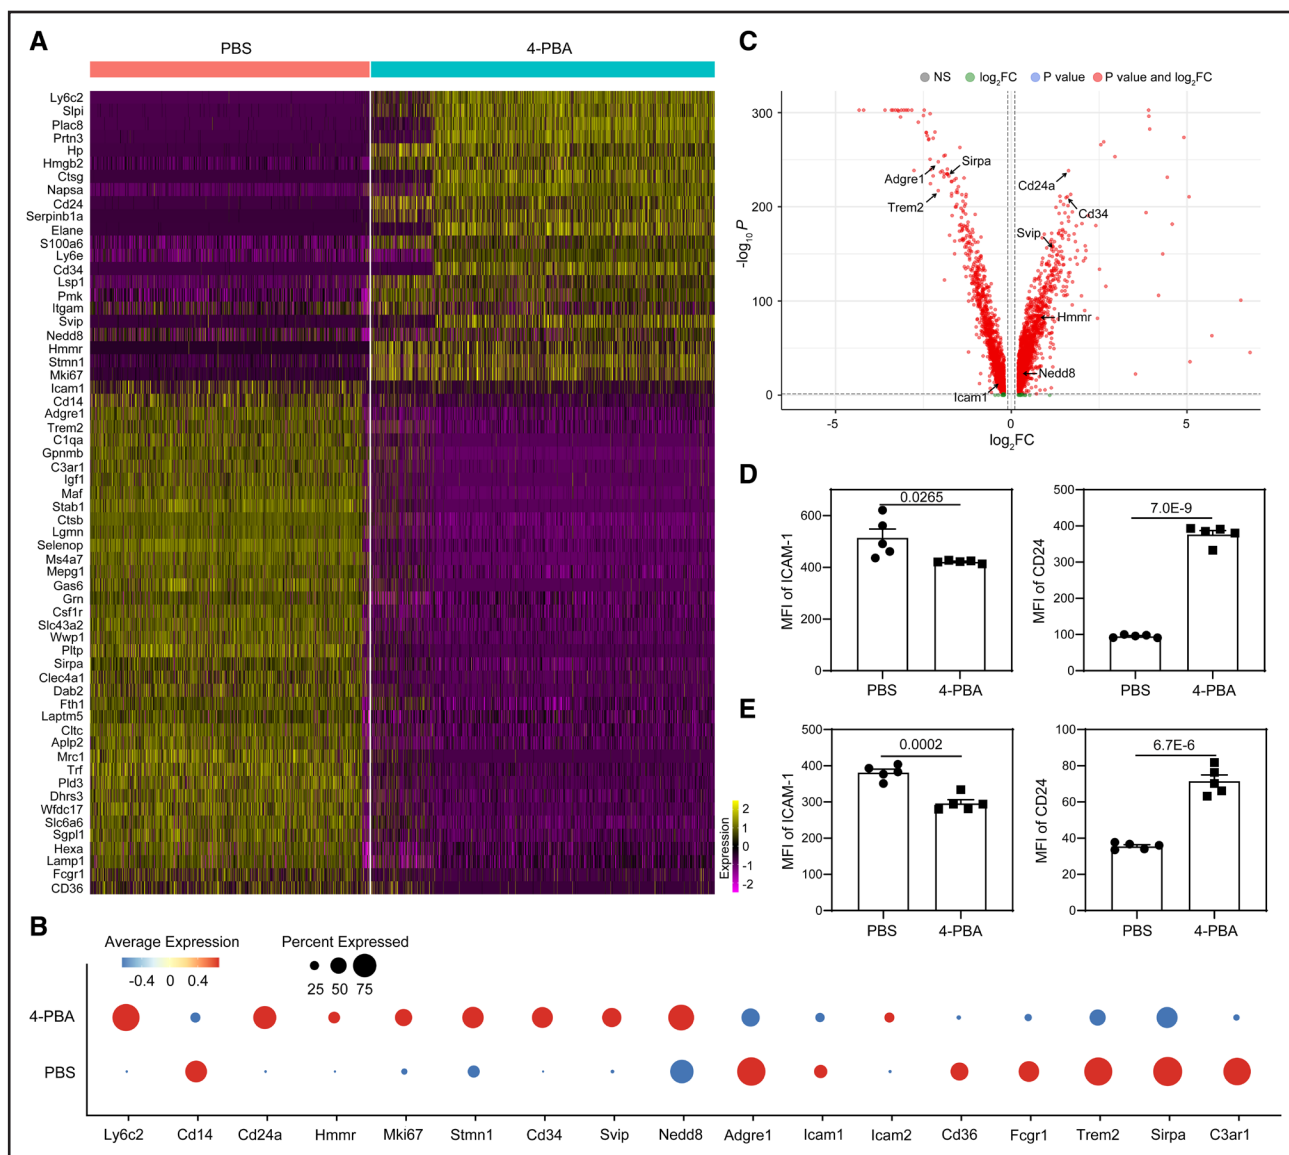 A
PBS
4-PBA
Ly6c2
Slpi
Plac8
Prtn3
Hp
Hmgb2
Ctsg
Napsa
Cd24
Serpinb1a
Elane
S100a6
Ly6e
Cd34
Lsp1
Pmk
Itgam
Svip
Nedd8
Hmmr
Stmn1
Mki67
Icam1
Cd14
Adgre1
Trem2
C1qa
Gpnmb
C3ar1
Igf1
Maf
Stab1
Ctsb
Lgmn
Selenop
Ms4a7
Mepg1
Gas6
Grn
Csf1r
Slc43a2
Wwp1
Pltp
Sirpa
Clec4a1
Dab2
Fth1
Laptm5
Cltc
Aplp2
Mrc1
Trf
Pld3
Dhrs3
Wfdc17
Slc6a6
Sgpl1
Hexa
Lamp1
Fcgr1
CD36
Expression
2
1
0
-1
-2
B
Average Expression
-0.4 0 0.4
Percent Expressed
25 50 75
4-PBA
PBS
Ly6c2 Cd14 Cd24a Hmmr Mki67 Stmn1 Cd34 Svip Nedd8 Adgre1 Icam1 Icam2 Cd36 Fcgr1 Trem2 Sirpa C3ar1
C
NS log2FC P value P value and log2FC
-log10 P
300
200
100
0
Adgre1
Sirpa
Trem2
Cd24a
Cd34
Svip
Hmmr
Nedd8
Icam1
-5 0 5
log2FC
D
MFI of ICAM-1
600
400
200
0
0.0265
PBS 4-PBA
MFI of CD24
500
400
300
200
100
0
7.0E-9
PBS 4-PBA
E
MFI of ICAM-1
500
400
300
200
100
0
0.0002
PBS 4-PBA
MFI of CD24
100
80
60
40
20
0
6.7E-6
PBS 4-PBA